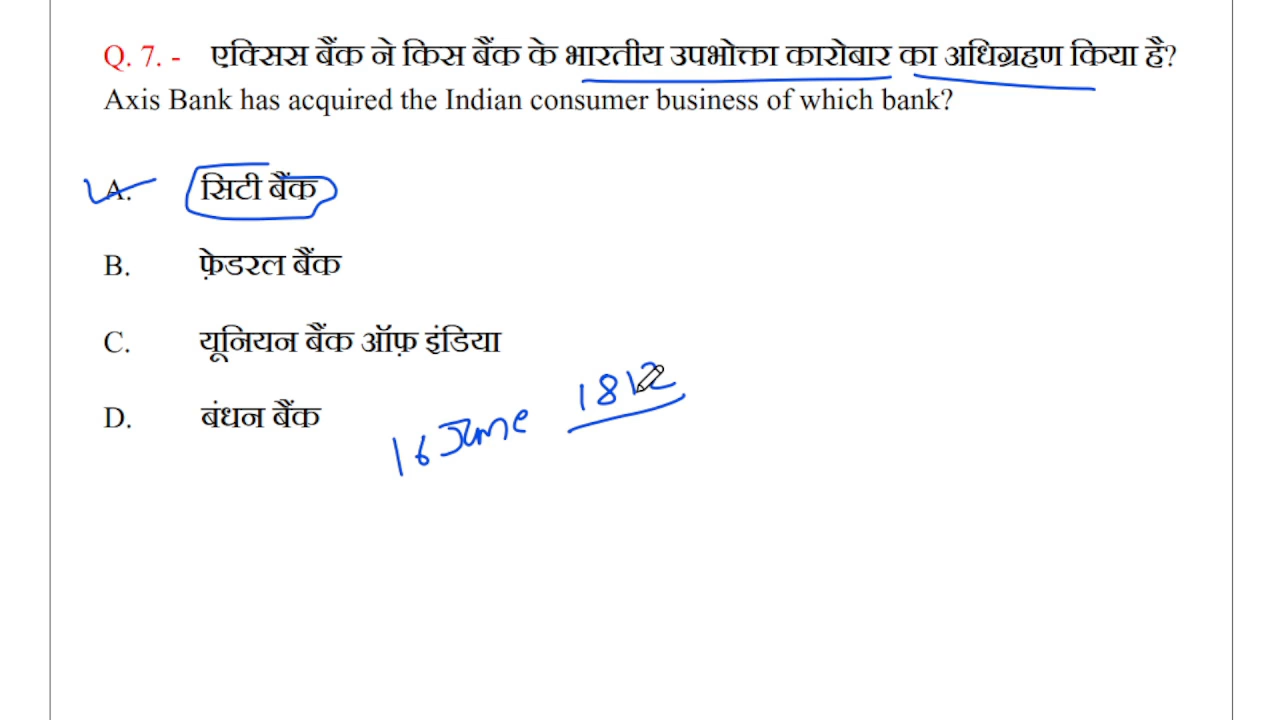 Q. 7. - एक्सिस बैंक ने किस बैंक के भारतीय उपभोक्ता कारोबार का अधिग्रहण किया है?
Axis Bank has acquired the Indian consumer business of which bank?
A. सिटी बैंक
B. फ़ेडरल बैंक
C. यूनियन बैंक ऑफ़ इंडिया
D. बंधन बैंक
16 June 1812